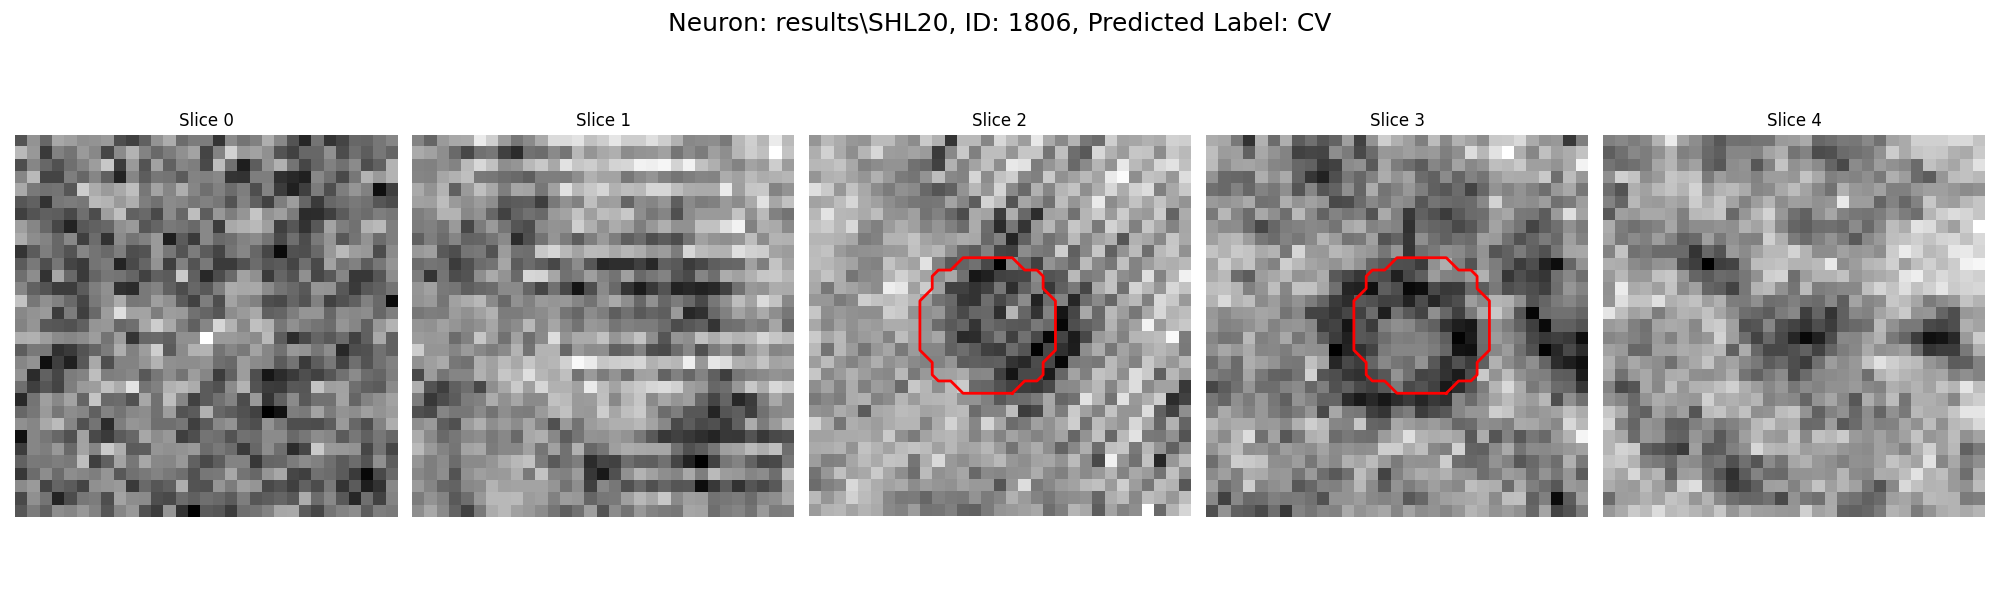 Neuron: results\SHL20, ID: 1806, Predicted Label: CV
Slice 0
Slice 1
Slice 2
Slice 3
Slice 4